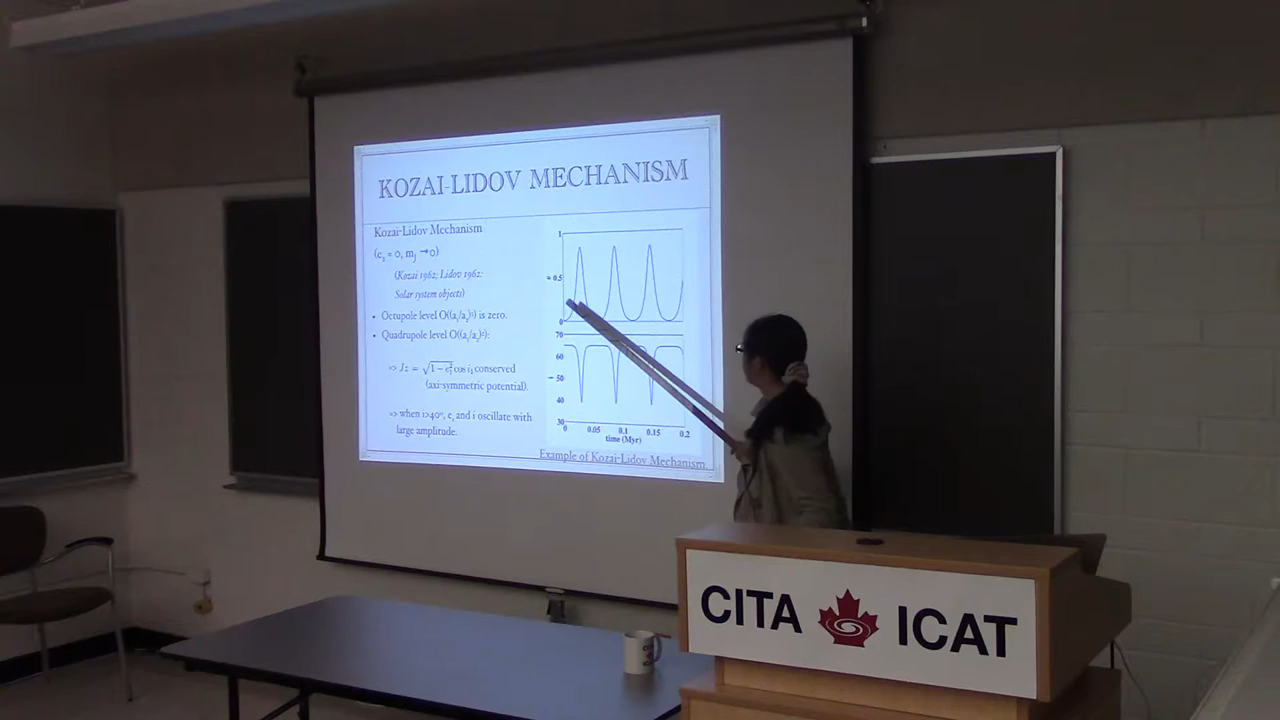 KOZAI-LIDOV MECHANISM
Kozai-Lidov Mechanism
(e₂ = 0, mⱼ →0)
(Kozai 1962; Lidov 1962:
Solar system objects)
• Octupole level O((a₁/a₂)³) is zero.
• Quadrupole level O((a₁/a₂)²):
=> Jz = √1 − e₁² cos i₁ conserved
(axi-symmetric potential).
=> when i>40°, e₁ and i oscillate with
large amplitude.
1
0.5
0
70
60
50
40
30
0 0.05 0.1 0.15 0.2
time (Myr)
Example of Kozai-Lidov Mechanism.
CITA ICAT